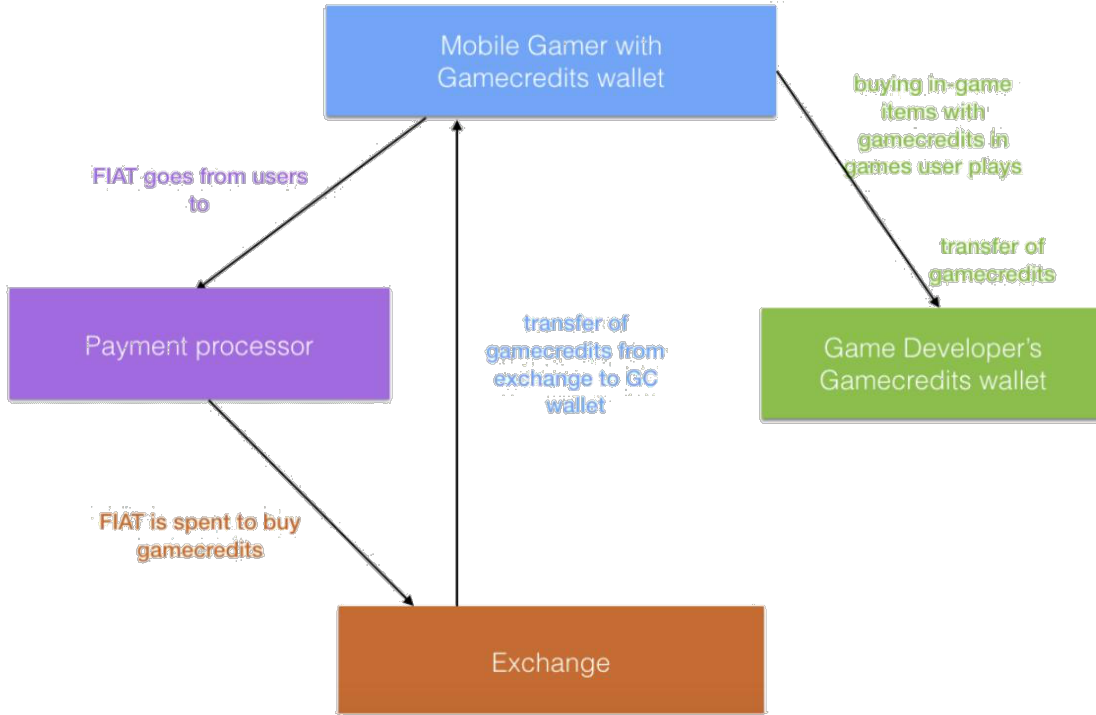 Mobile Gamer with
Gamecredits wallet
buying in-game
items with
gamecredits in
games user plays
FIAT goes from users
to
transfer of
gamecredits
Payment processor
transfer of
gamecredits from
exchange to GC
wallet
Game Developer's
Gamecredits wallet
FIAT is spent to buy
gamecredits
Exchange